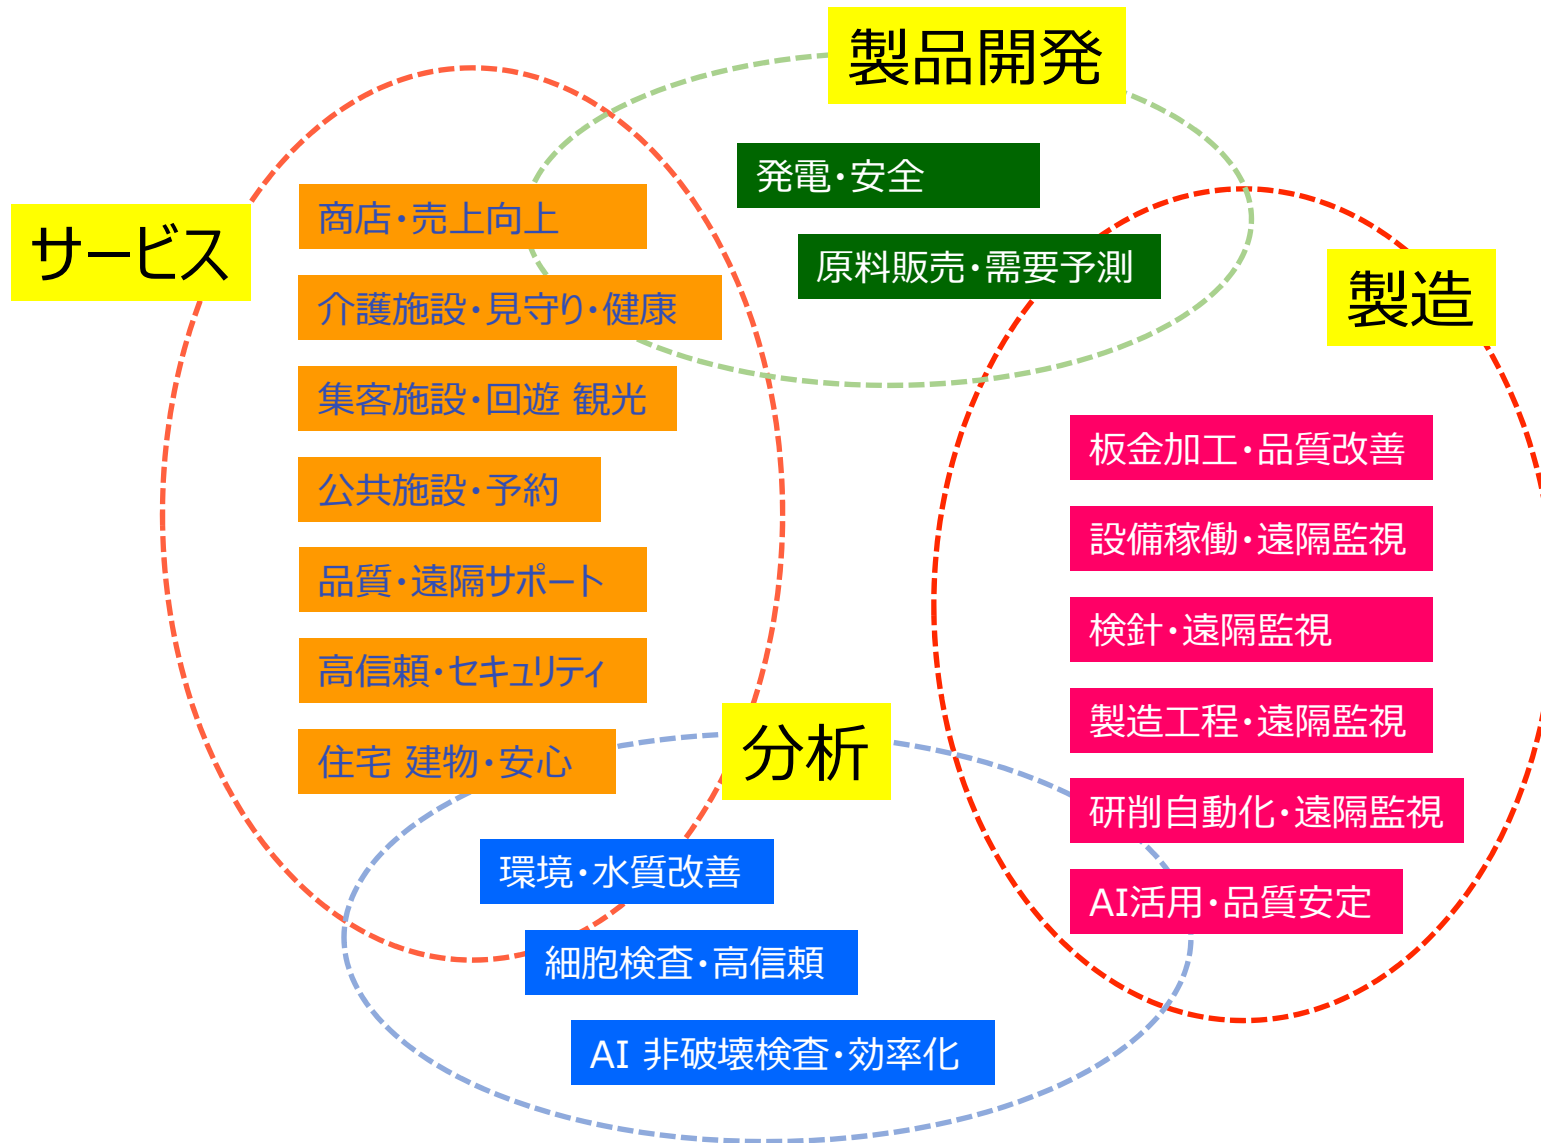 製品開発
発電・安全
原料販売・需要予測
サービス
商店・売上向上
介護施設・見守り・健康
集客施設・回遊 観光
公共施設・予約
品質・遠隔サポート
高信頼・セキュリティ
住宅 建物・安心
製造
板金加工・品質改善
設備稼働・遠隔監視
検針・遠隔監視
製造工程・遠隔監視
研削自動化・遠隔監視
AI活用・品質安定
分析
環境・水質改善
細胞検査・高信頼
AI 非破壊検査・効率化